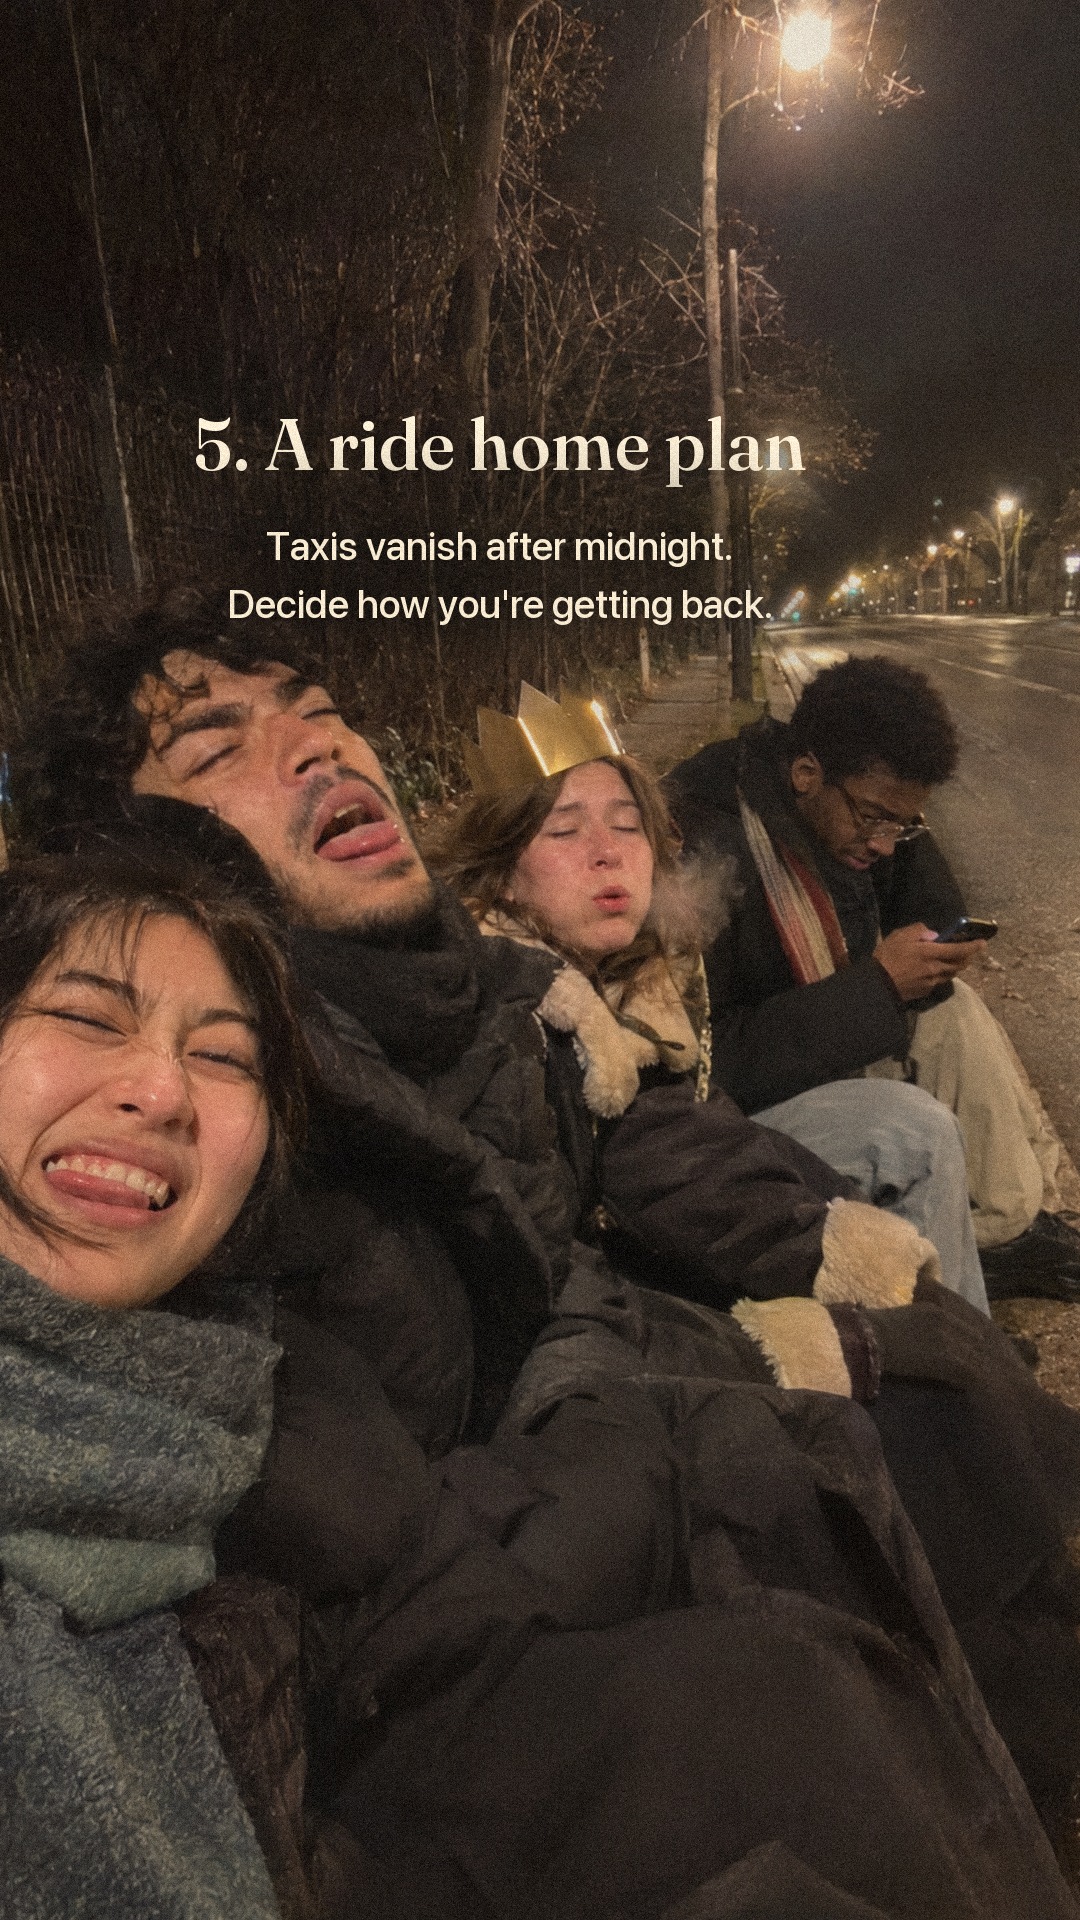 5. A ride home plan
Taxis vanish after midnight.
Decide how you're getting back.